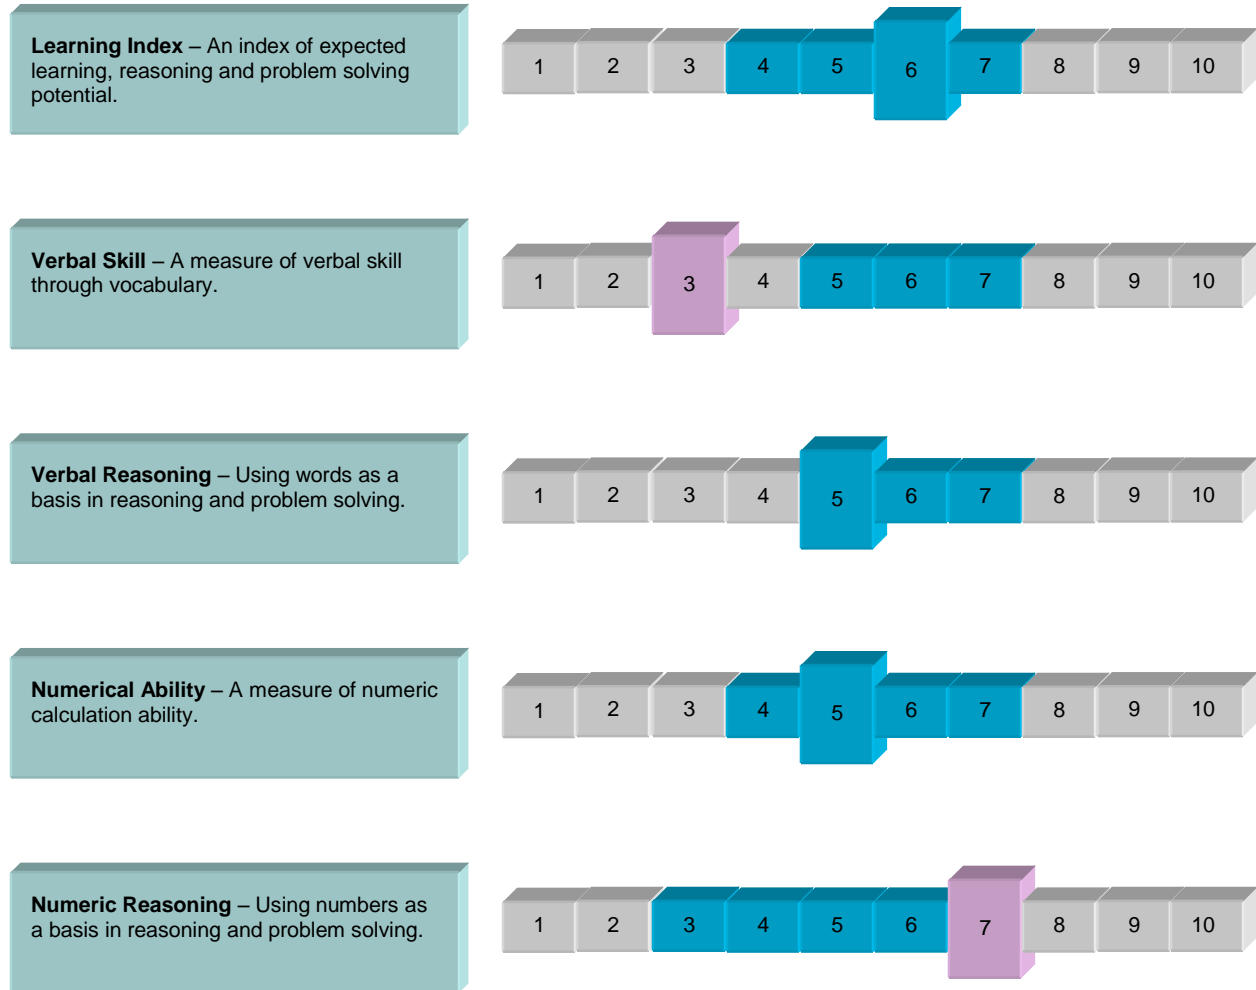 Learning Index – An index of expected
learning, reasoning and problem solving
potential.
1 2 3 4 5 6 7 8 9 10
Verbal Skill – A measure of verbal skill
through vocabulary.
1 2 3 4 5 6 7 8 9 10
Verbal Reasoning – Using words as a
basis in reasoning and problem solving.
1 2 3 4 5 6 7 8 9 10
Numerical Ability – A measure of numeric
calculation ability.
1 2 3 4 5 6 7 8 9 10
Numeric Reasoning – Using numbers as
a basis in reasoning and problem solving.
1 2 3 4 5 6 7 8 9 10